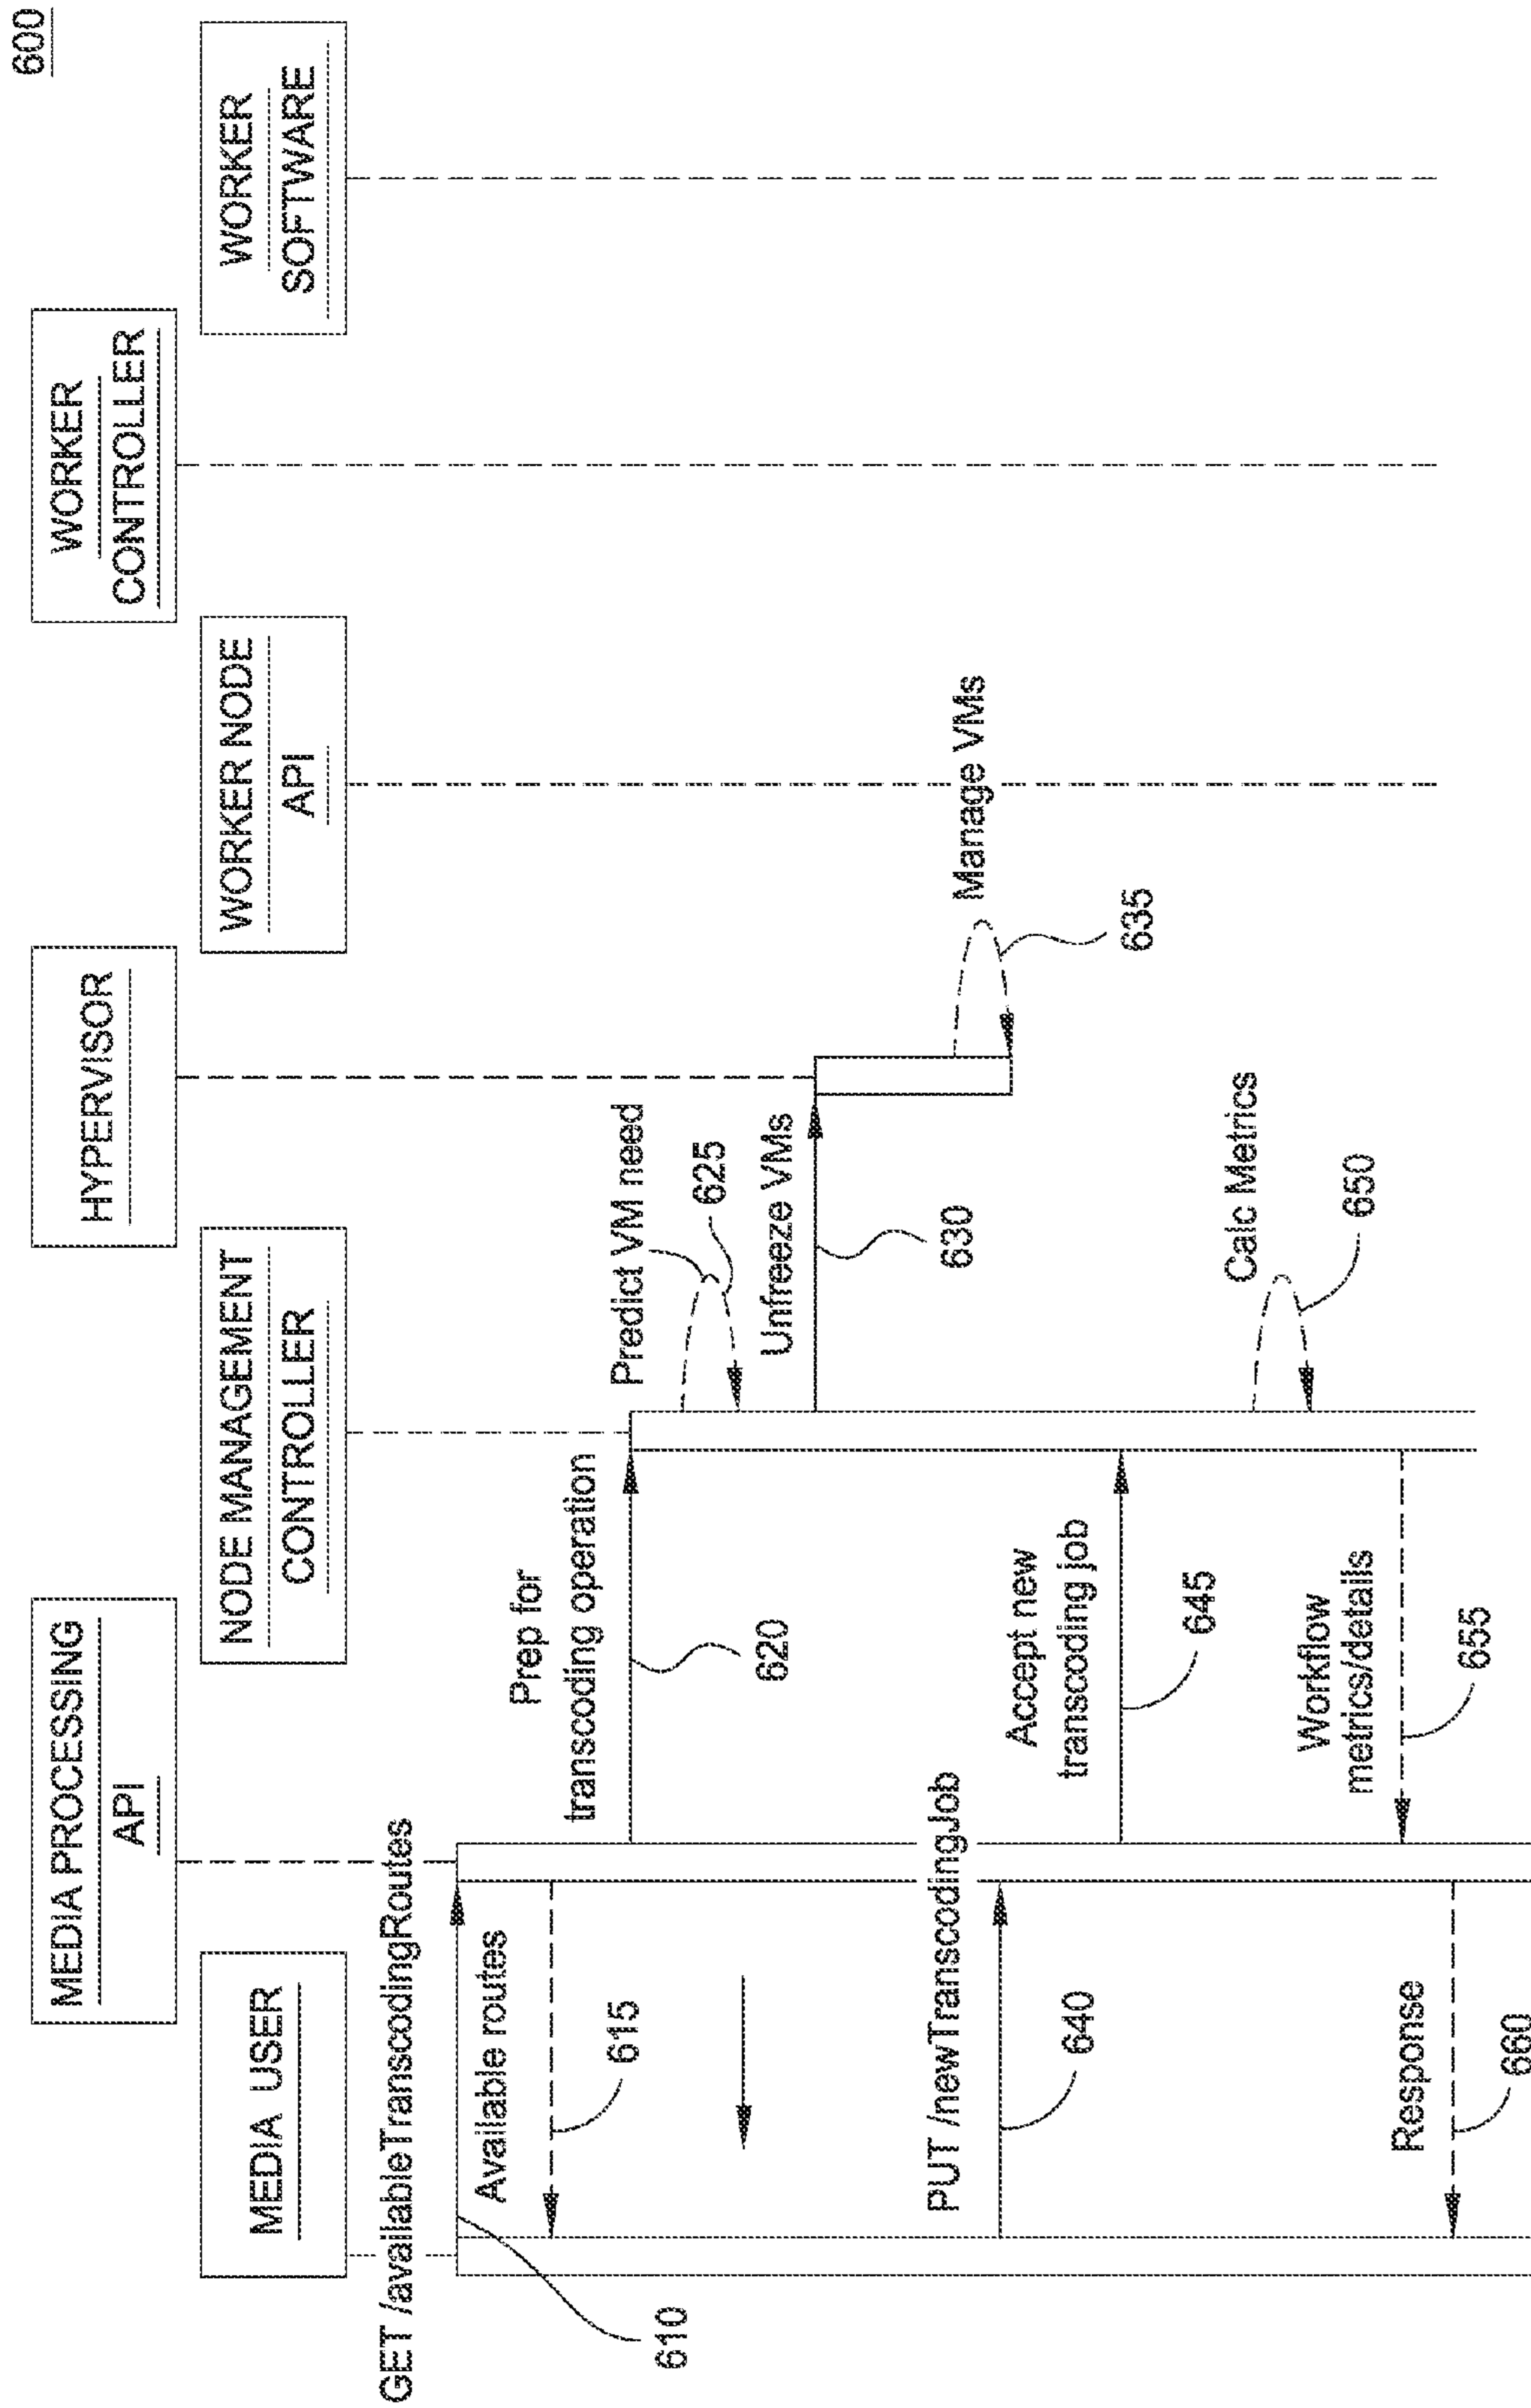 600
MEDIA USER
MEDIA PROCESSING
API
NODE MANAGEMENT
CONTROLLER
HYPERVISOR
WORKER NODE
API
WORKER
CONTROLLER
WORKER
SOFTWARE
GET /availableTranscodingRoutes
610
Available routes
615
Prep for
transcoding operation
620
Predict VM need
625
Unfreeze VMs
630
Manage VMs
635
PUT /newTranscodingJob
640
Accept new
transcoding job
645
Calc Metrics
650
Workflow
metrics/details
655
Response
660